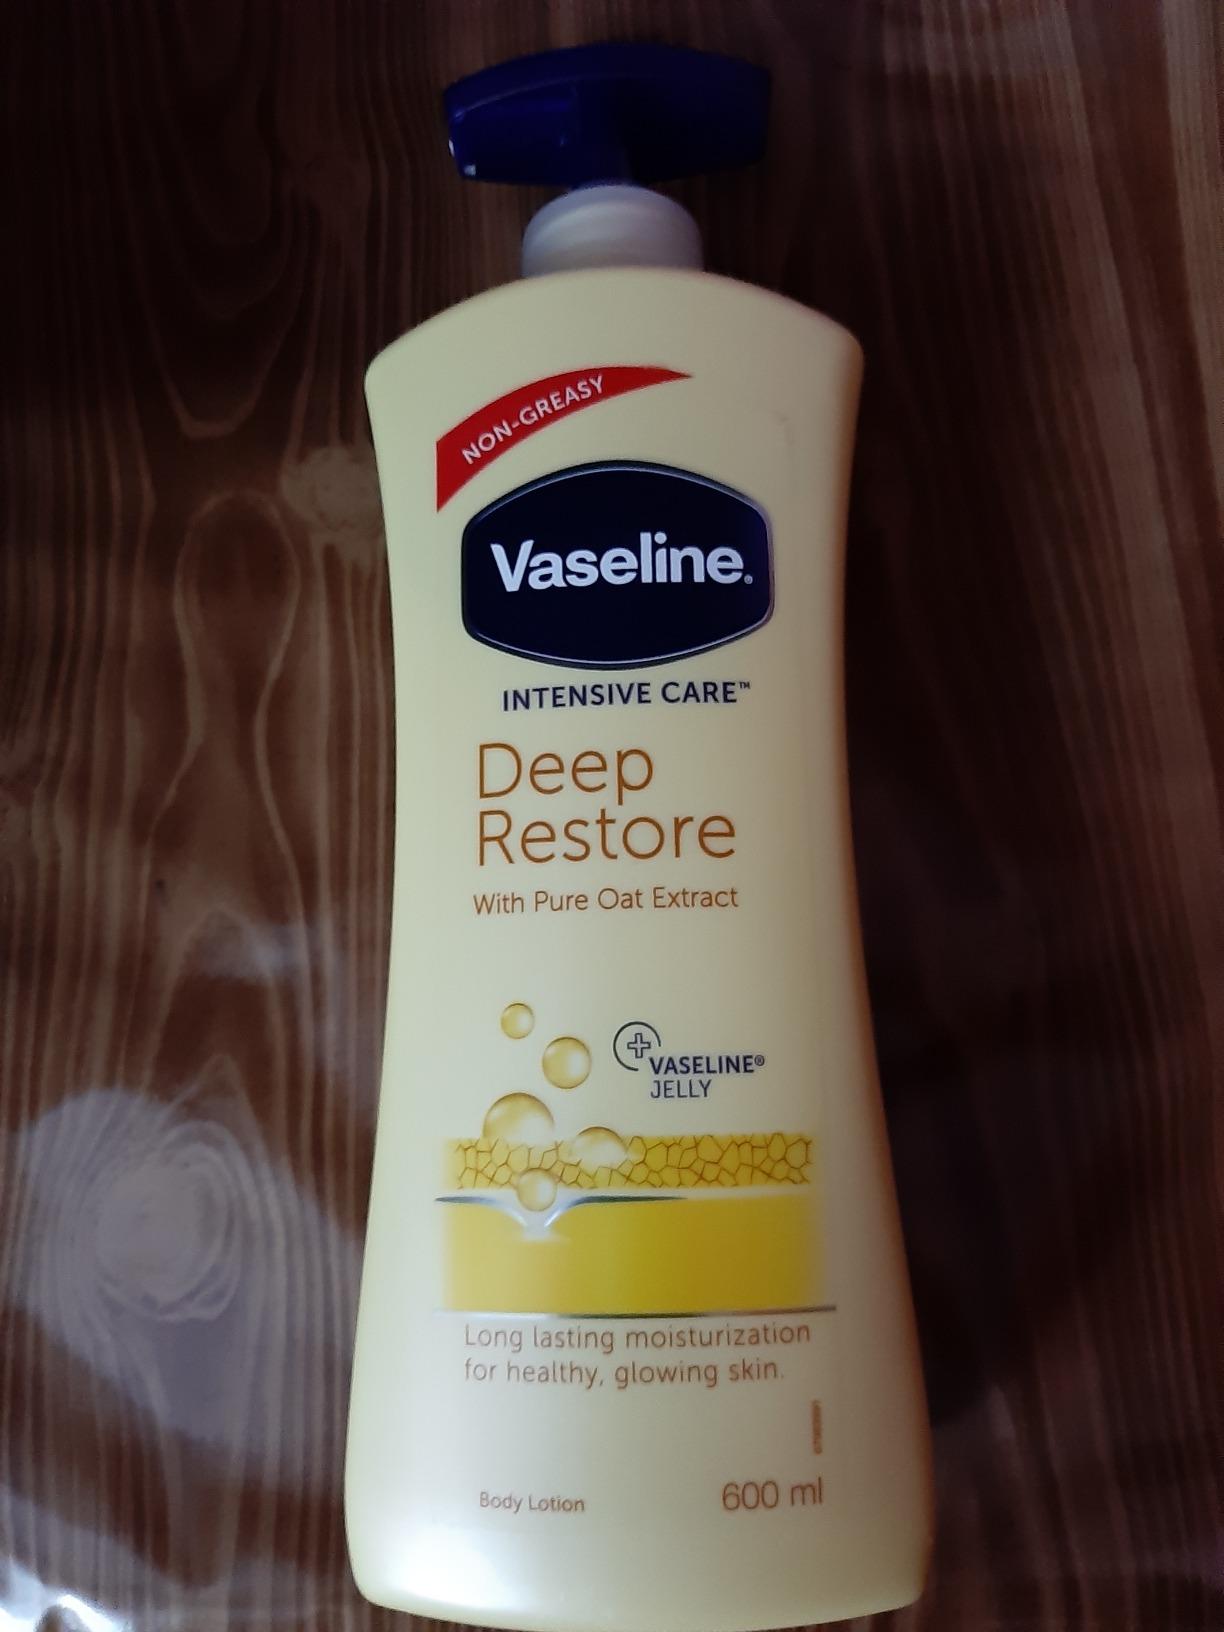 NON-GREASY
Vaseline®
INTENSIVE CARE™
Deep
Restore
With Pure Oat Extract
VASELINE®
JELLY
Long lasting moisturization
for healthy, glowing skin.
Body Lotion
600 ml